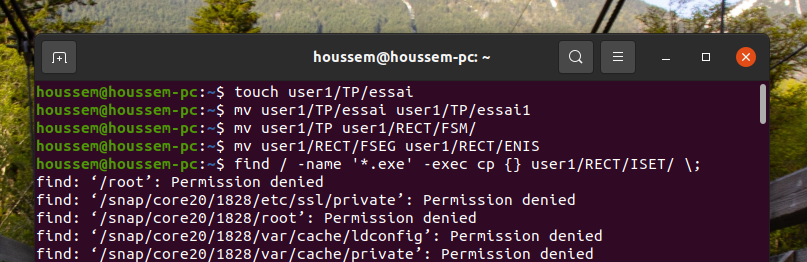 houssem@houssem-pc: ~
houssem@houssem-pc:~$ touch user1/TP/essai
houssem@houssem-pc:~$ mv user1/TP/essai user1/TP/essai1
houssem@houssem-pc:~$ mv user1/TP user1/RECT/FSM/
houssem@houssem-pc:~$ mv user1/RECT/FSEG user1/RECT/ENIS
houssem@houssem-pc:~$ find / -name '*.exe' -exec cp {} user1/RECT/ISET/ \;
find: ‘/root’: Permission denied
find: ‘/snap/core20/1828/etc/ssl/private’: Permission denied
find: ‘/snap/core20/1828/root’: Permission denied
find: ‘/snap/core20/1828/var/cache/ldconfig’: Permission denied
find: ‘/snap/core20/1828/var/cache/private’: Permission denied